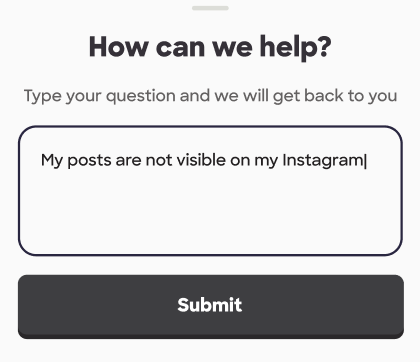 How can we help?
Type your question and we will get back to you
My posts are not visible on my Instagram
Submit